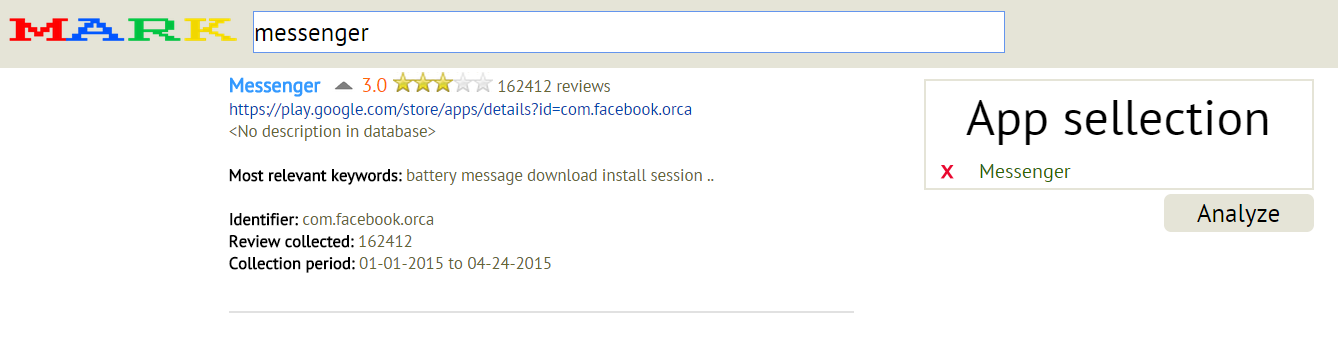 MARK
messenger
Messenger 3.0 162412 reviews
https://play.google.com/store/apps/details?id=com.facebook.orca
<No description in database>
Most relevant keywords: battery message download install session ..
Identifier: com.facebook.orca
Review collected: 162412
Collection period: 01-01-2015 to 04-24-2015
App sellection
X Messenger
Analyze